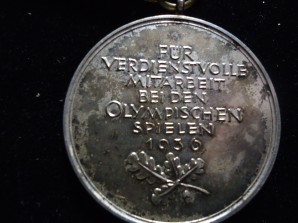 FÜR
VERDIENSTVOLLE
MITARBEIT
BEI DEN
OLYMPISCHEN
SPIELEN
1936